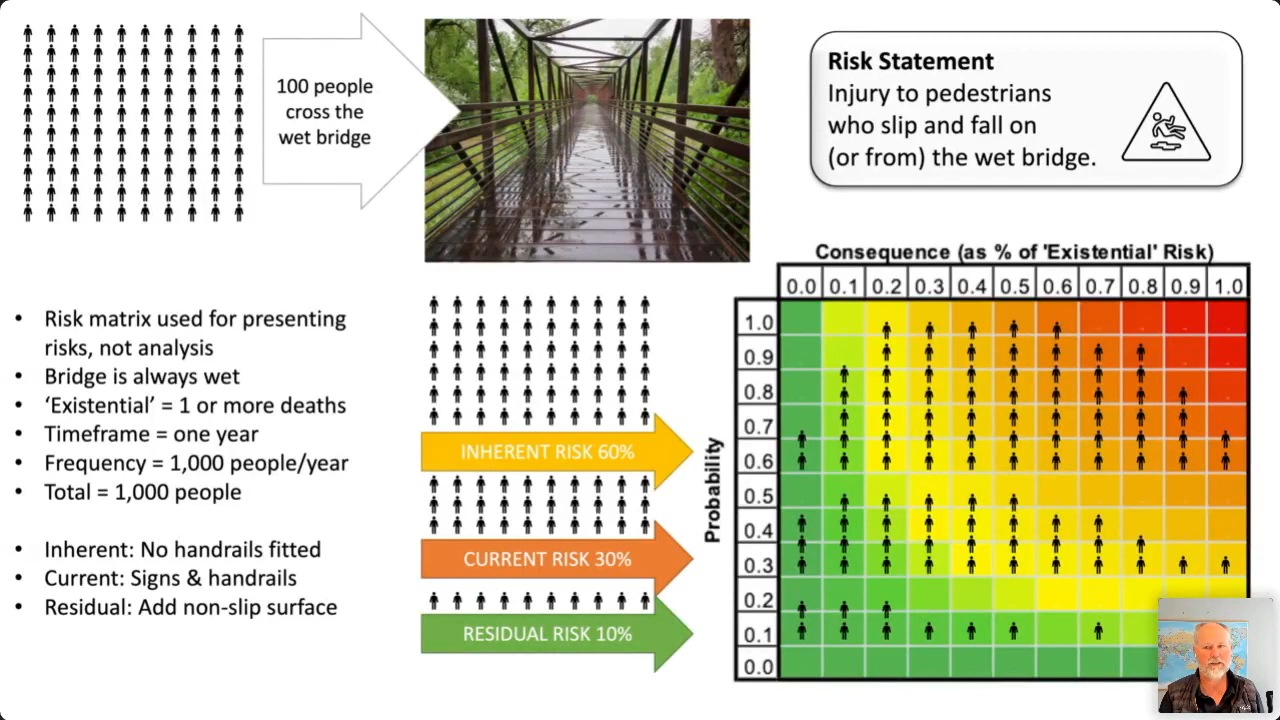 100 people
cross the
wet bridge
Risk Statement
Injury to pedestrians
who slip and fall on
(or from) the wet bridge.
• Risk matrix used for presenting
risks, not analysis
• Bridge is always wet
• ‘Existential’ = 1 or more deaths
• Timeframe = one year
• Frequency = 1,000 people/year
• Total = 1,000 people
• Inherent: No handrails fitted
• Current: Signs & handrails
• Residual: Add non-slip surface
INHERENT RISK 60%
CURRENT RISK 30%
RESIDUAL RISK 10%
Consequence (as % of 'Existential' Risk)
0.0 0.1 0.2 0.3 0.4 0.5 0.6 0.7 0.8 0.9 1.0
Probability
1.0
0.9
0.8
0.7
0.6
0.5
0.4
0.3
0.2
0.1
0.0